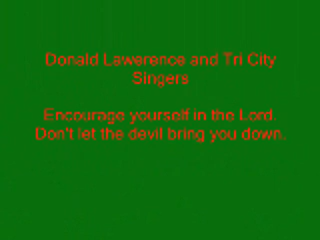 Donald Lawerence and Tri City
Singers
Encourage yourself in the Lord.
Don't let the devil bring you down.